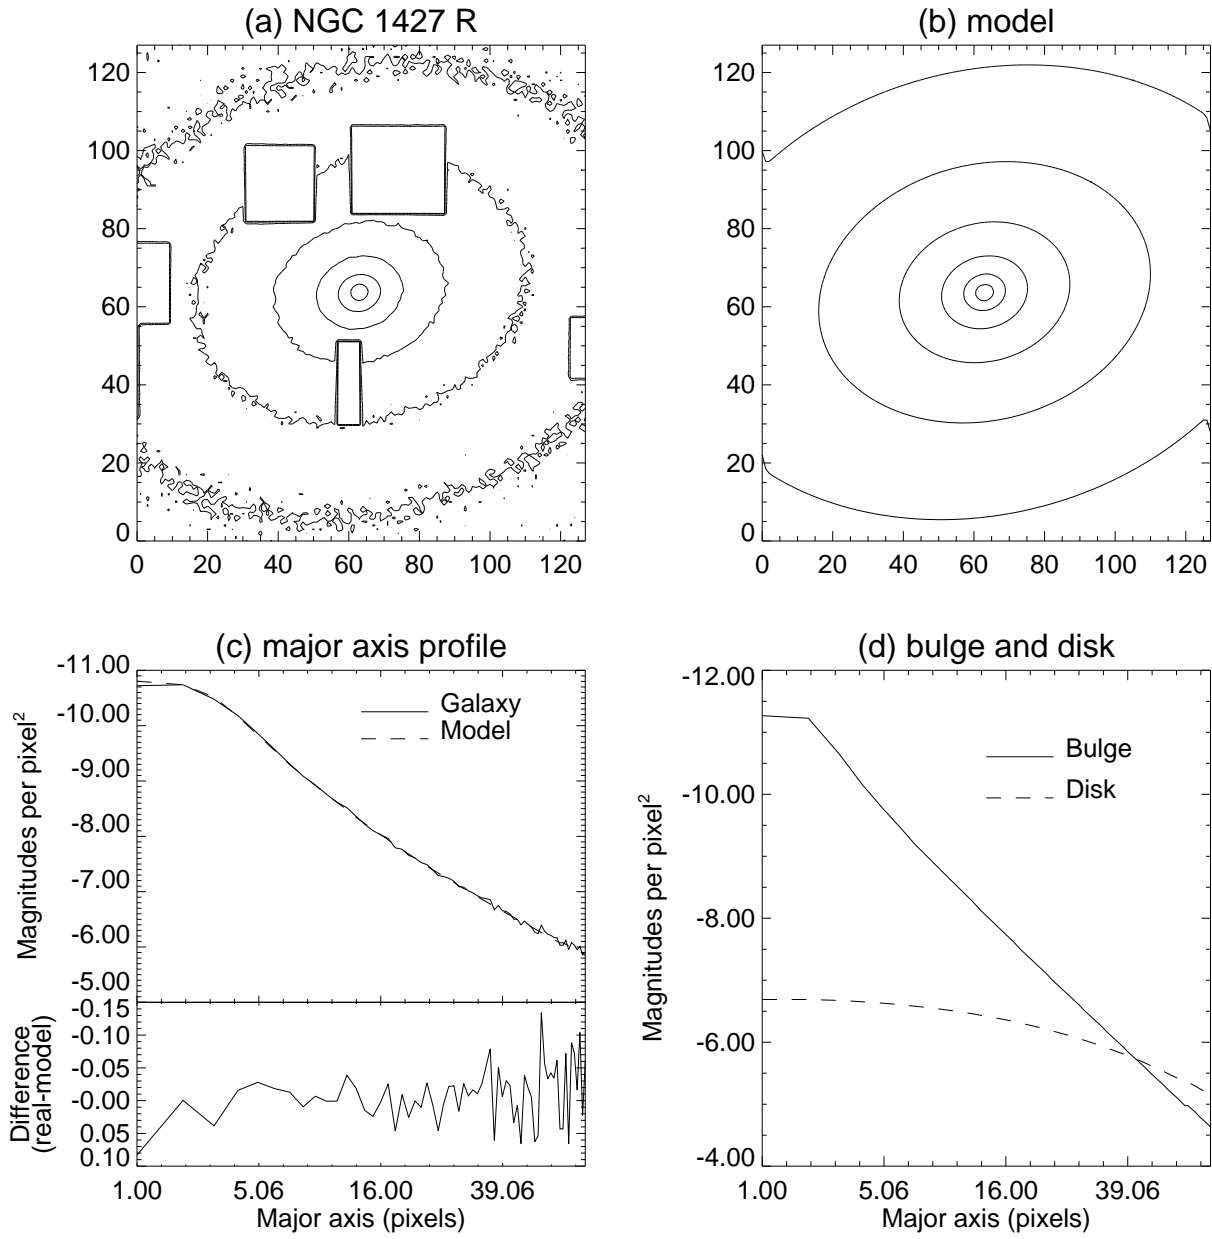 (a) NGC 1427 R
(b) model
120
100
80
60
40
20
0
0 20 40 60 80 100 120
120
100
80
60
40
20
0
0 20 40 60 80 100 120
(c) major axis profile
-11.00
-10.00
-9.00
-8.00
-7.00
-6.00
-5.00
Magnitudes per pixel2
Galaxy
Model
-0.15
-0.10
-0.05
-0.00
0.05
0.10
Difference
(real-model)
1.00 5.06 16.00 39.06
Major axis (pixels)
(d) bulge and disk
-12.00
-10.00
-8.00
-6.00
-4.00
Magnitudes per pixel2
Bulge
Disk
1.00 5.06 16.00 39.06
Major axis (pixels)